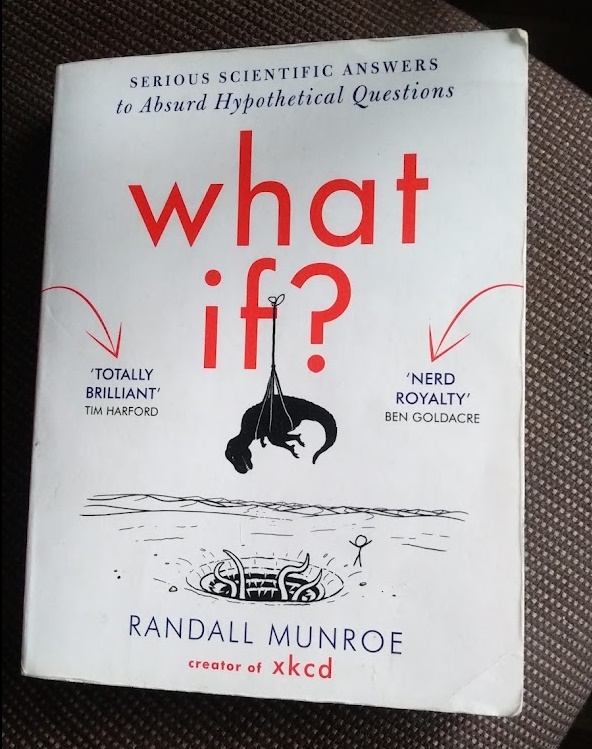 SERIOUS SCIENTIFIC ANSWERS
to Absurd Hypothetical Questions
what
if?
'TOTALLY
BRILLIANT'
TIM HARFORD
'NERD
ROYALTY'
BEN GOLDACRE
RANDALL MUNROE
creator of xkcd